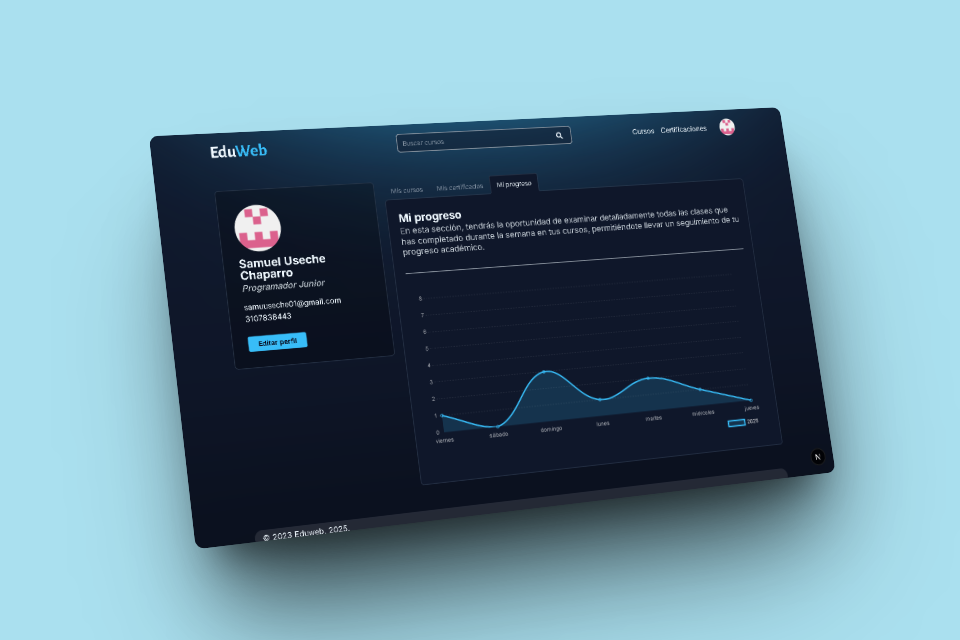 EduWeb
Buscar cursos
Cursos Certificaciones
Samuel Useche
Chaparro
Programador Junior
samuuseche01@gmail.com
3107838443
Editar perfil
Mis cursos Mis certificados Mi progreso
Mi progreso
En esta sección, tendrás la oportunidad de examinar detalladamente todas las clases que
has completado durante la semana en tus cursos, permitiéndote llevar un seguimiento de tu
progreso académico.
8
7
6
5
4
3
2
1
0
viernes sábado domingo lunes martes miércoles jueves
2025
N
© 2023 Eduweb. 2025.